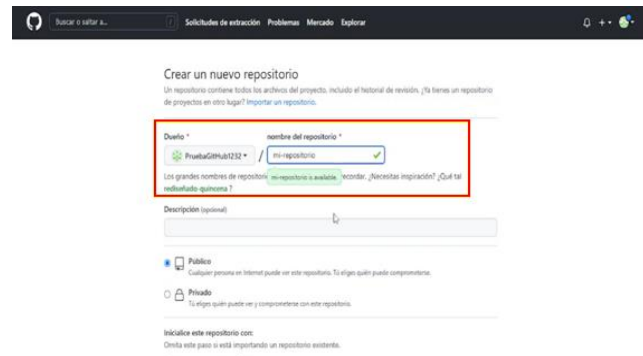 Buscar o saltar a... / Solicitudes de extracción Problemas Mercado Explorar
Crear un nuevo repositorio
Un repositorio contiene todos los archivos del proyecto, incluido el historial de revisión. ¿Ya tienes un repositorio
de proyectos en otro lugar? Importar un repositorio.
Dueño * nombre del repositorio *
PruebaGitHub1232 / mi-repositorio
Los grandes nombres de repositorio mi-repositorio is available. recordar. ¿Necesitas inspiración? ¿Qué tal
rediseñado-quincena ?
Descripción (opcional)
Público
Cualquier persona en Internet puede ver este repositorio. Tú eliges quién puede comprometerse.
Privado
Tú eliges quién puede ver y comprometerse con este repositorio.
Inicialice este repositorio con:
Omita este paso si está importando un repositorio existente.